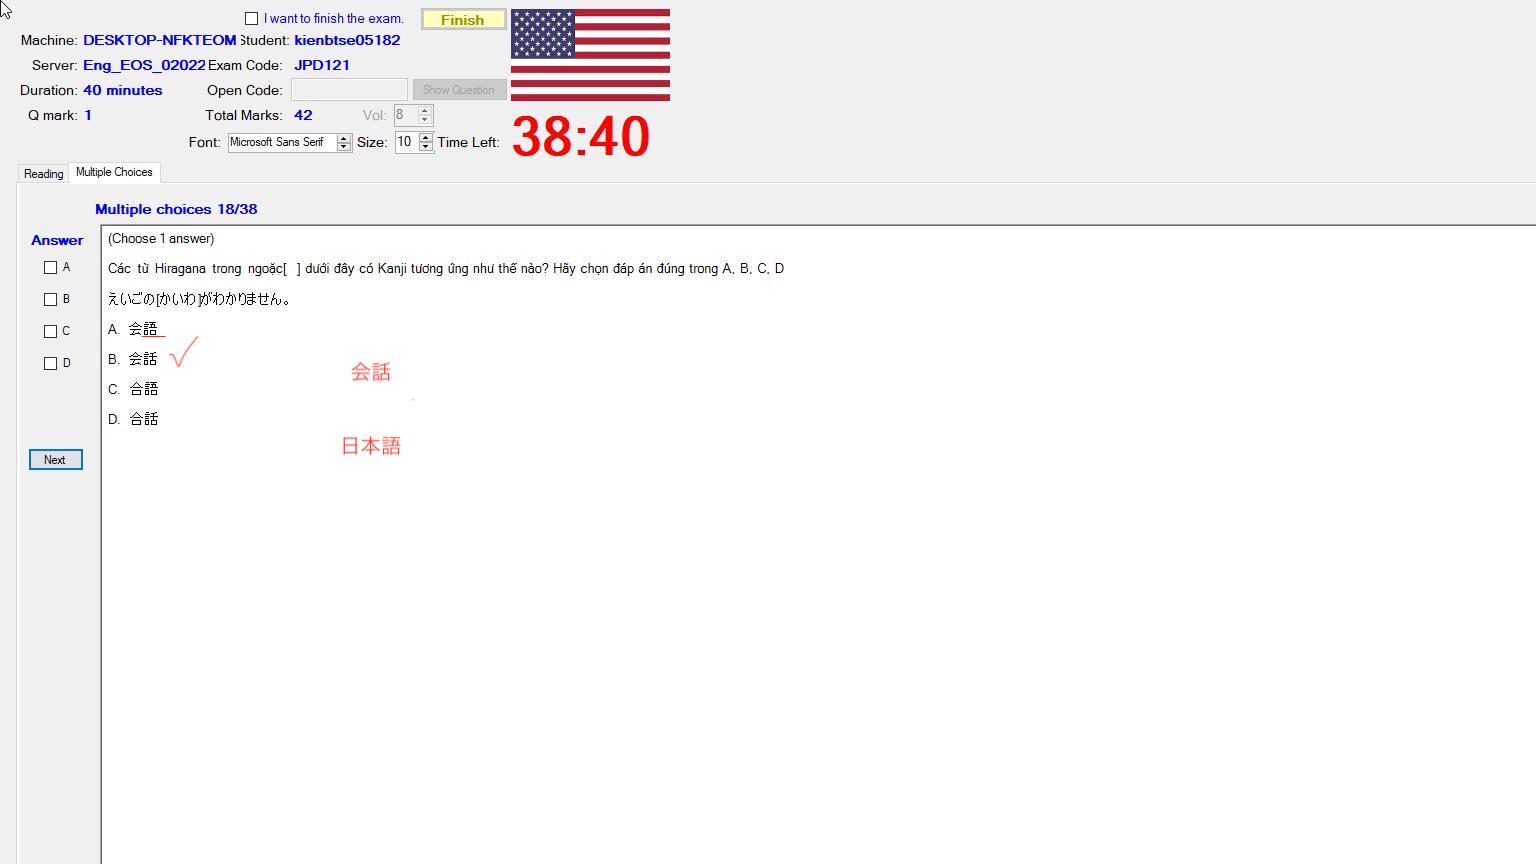 I want to finish the exam.
Finish
Machine: DESKTOP-NFKTEOM Student: kienbtse05182
Server: Eng_EOS_02022 Exam Code: JPD121
Duration: 40 minutes Open Code: Show Question
Q mark: 1 Total Marks: 42 Vol: 8
Font: Microsoft Sans Serif Size: 10 Time Left: 38:40
Reading Multiple Choices
Multiple choices 18/38
Answer
A
B
C
D
Next
(Choose 1 answer)
Các từ Hiragana trong ngoặc[ ] dưới đây có Kanji tương ứng như thế nào? Hãy chọn đáp án đúng trong A, B, C, D
えいごの[かいわ]がわかりません。
A. 会語
B. 会話
C. 合語
D. 合話
会話
日本語